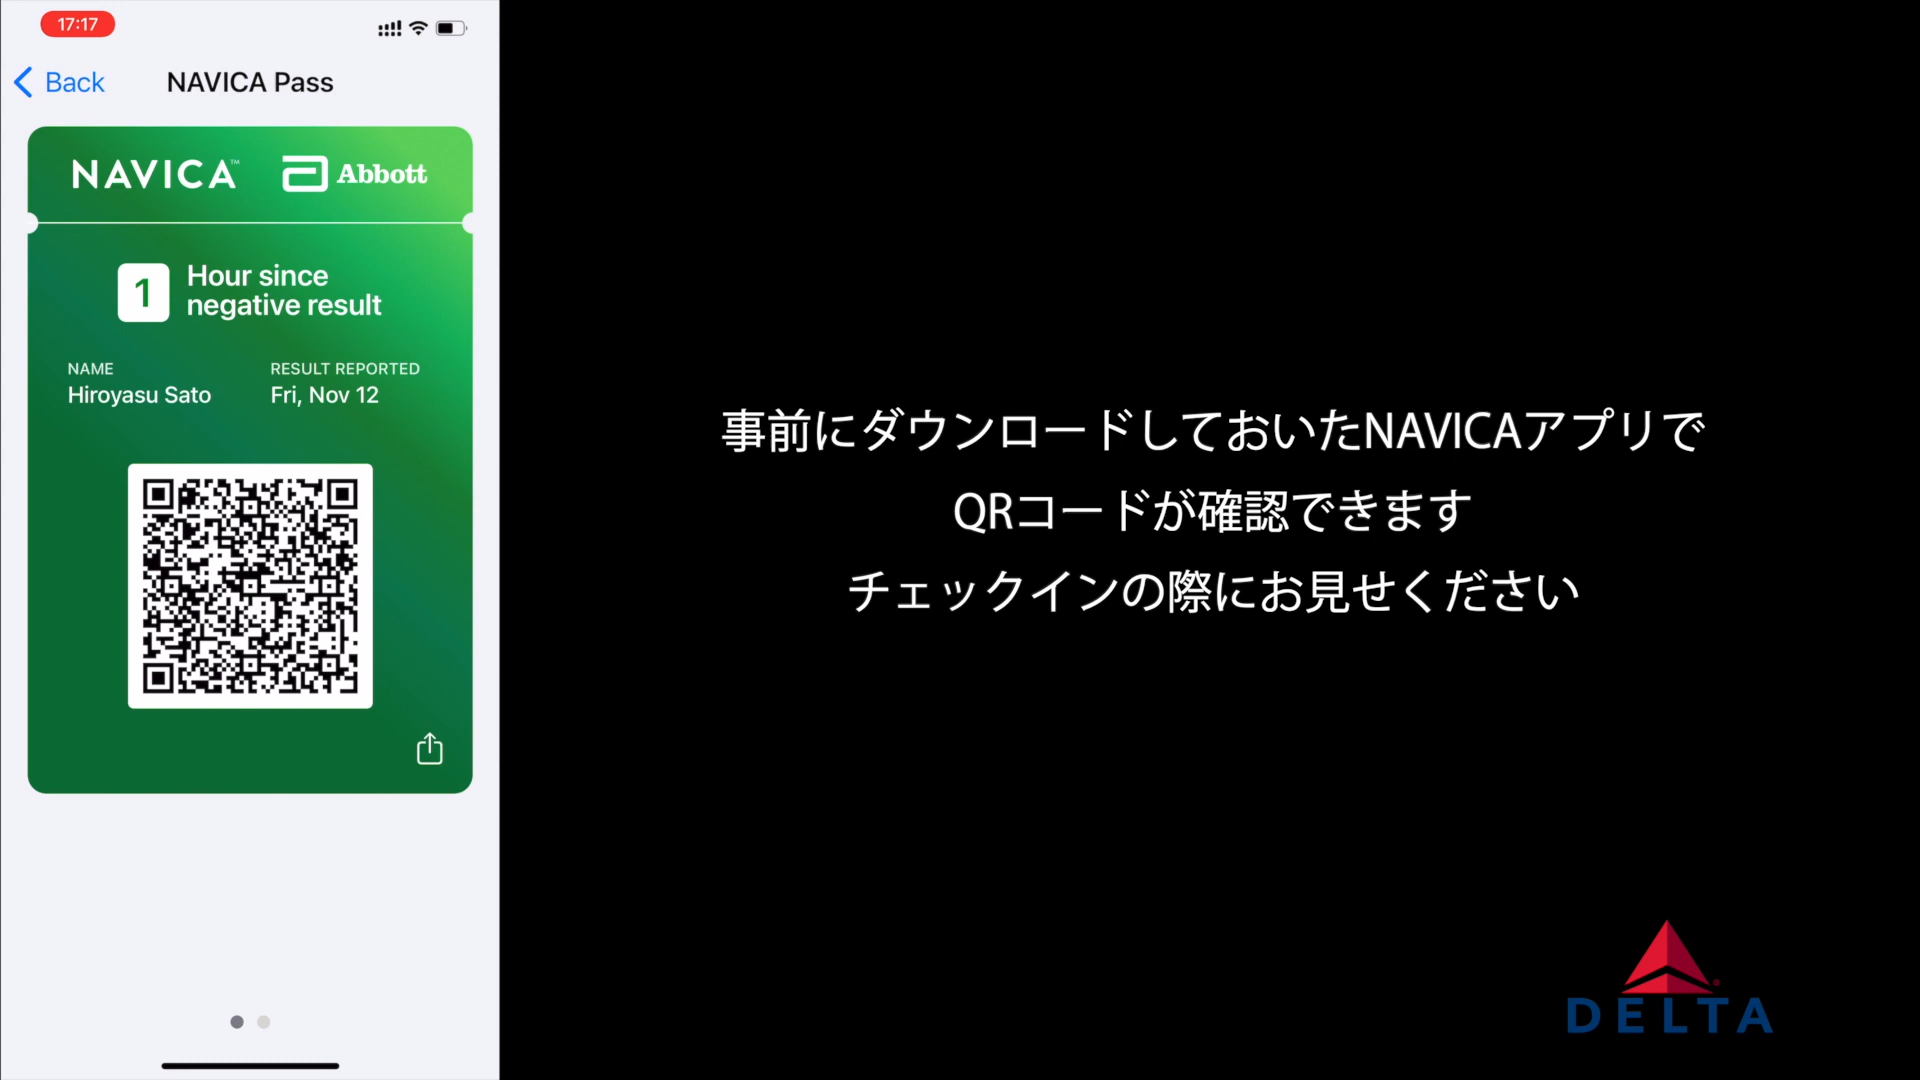 17:17
Back
NAVICA Pass
NAVICA™
Abbott
1
Hour since
negative result
NAME
Hiroyasu Sato
RESULT REPORTED
Fri, Nov 12
事前にダウンロードしておいたNAVICAアプリで
QRコードが確認できます
チェックインの際にお見せください
DELTA